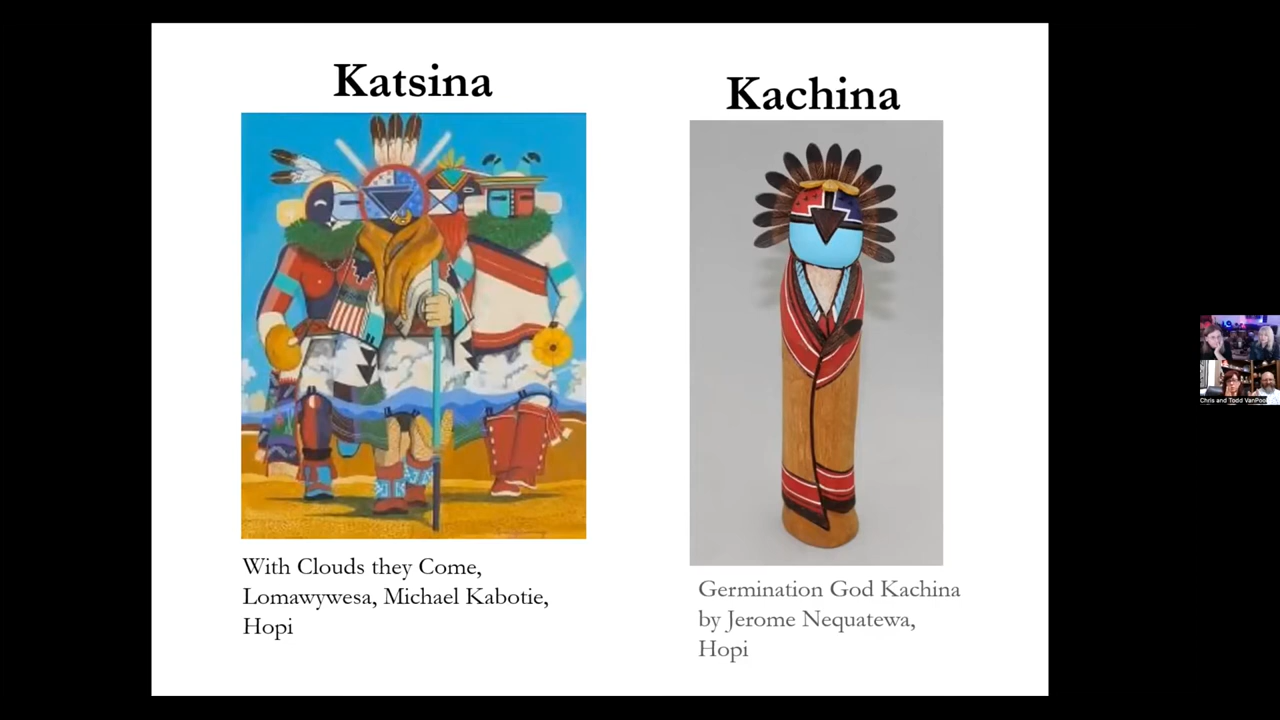 Katsina
Kachina
With Clouds they Come,
Lomawywesa, Michael Kabotie,
Hopi
Germination God Kachina
by Jerome Nequatewa,
Hopi
Chris and Todd VanPool